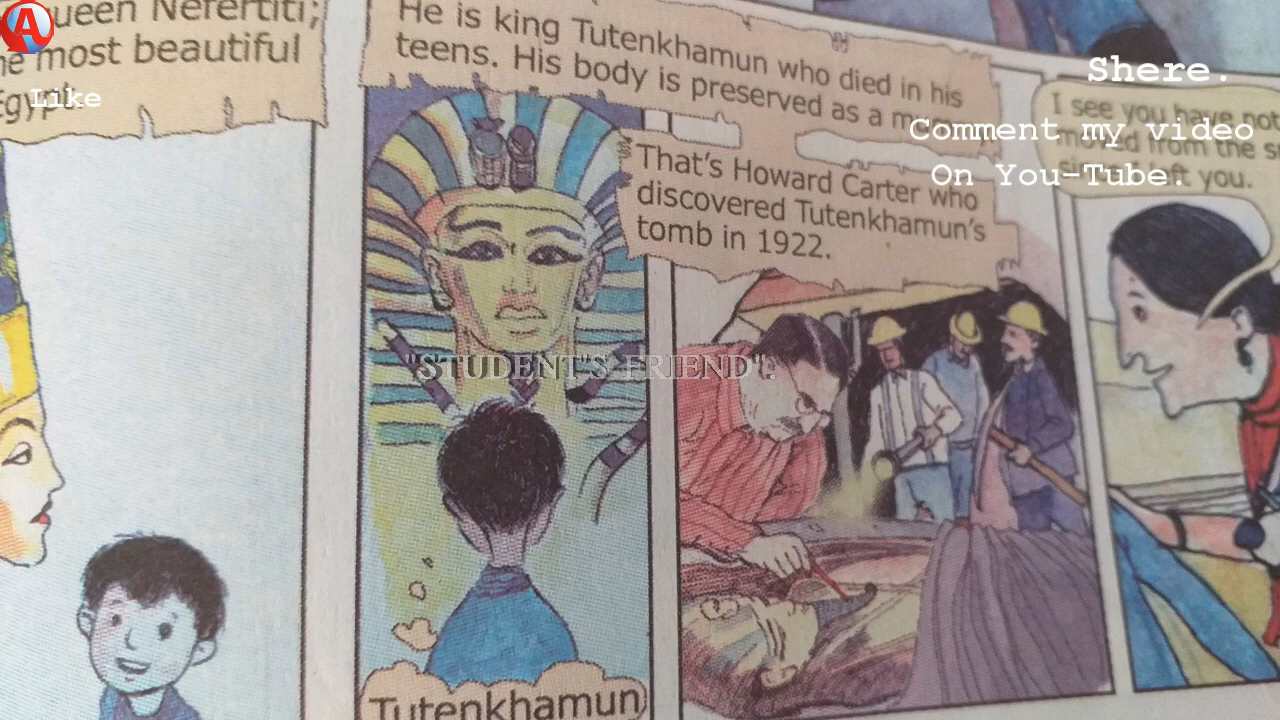 ueen Nefertiti;
most beautiful
Like
He is king Tutenkhamun who died in his
teens. His body is preserved as a
That's Howard Carter who
discovered Tutenkhamun's
tomb in 1922.
Shere.
Comment my video
On You-Tube.
I see you have not
moved from the
you.
"STUDENT"S FRIEND".
Tutenkhamun
A